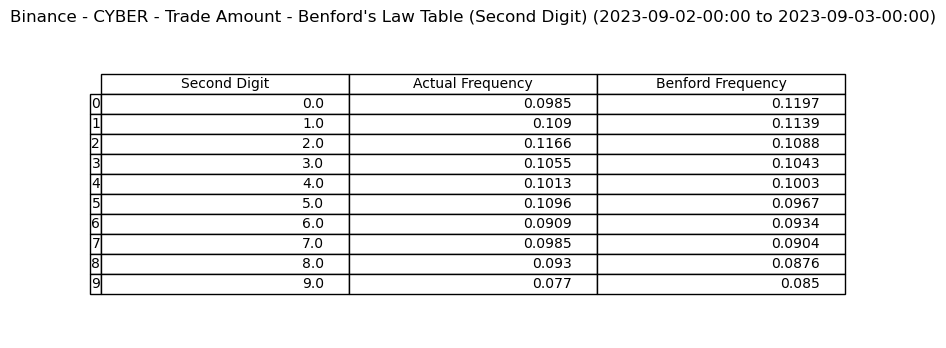 Binance - CYBER - Trade Amount - Benford's Law Table (Second Digit) (2023-09-02-00:00 to 2023-09-03-00:00)
Second Digit Actual Frequency Benford Frequency
0 0.0 0.0985 0.1197
1 1.0 0.109 0.1139
2 2.0 0.1166 0.1088
3 3.0 0.1055 0.1043
4 4.0 0.1013 0.1003
5 5.0 0.1096 0.0967
6 6.0 0.0909 0.0934
7 7.0 0.0985 0.0904
8 8.0 0.093 0.0876
9 9.0 0.077 0.085